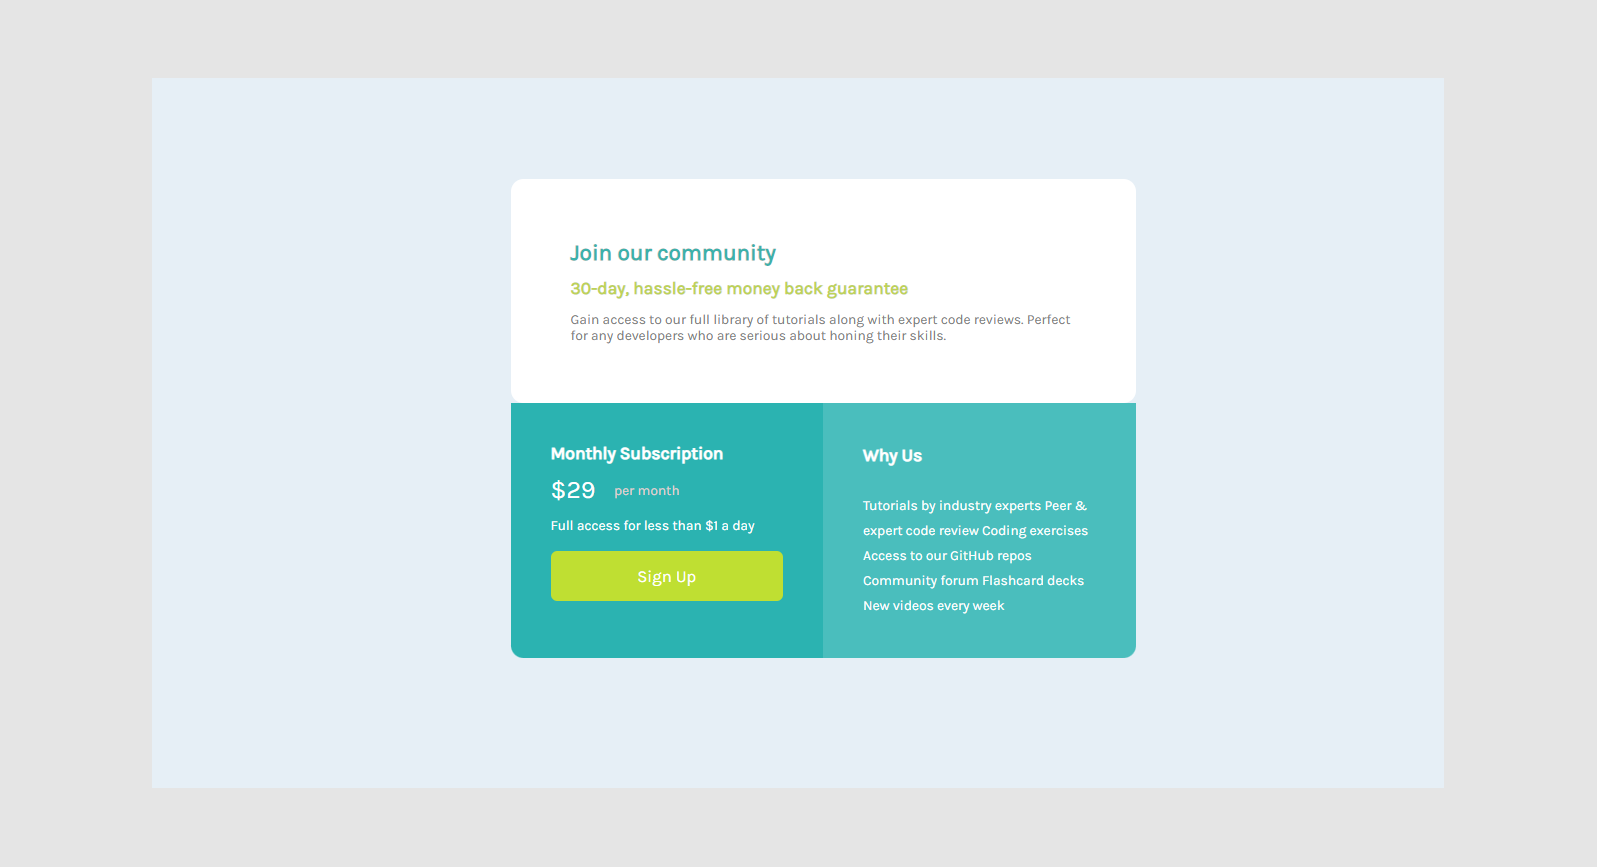 Join our community
30-day, hassle-free money back guarantee
Gain access to our full library of tutorials along with expert code reviews. Perfect
for any developers who are serious about honing their skills.
Monthly Subscription
$29 per month
Full access for less than $1 a day
Sign Up
Why Us
Tutorials by industry experts Peer &
expert code review Coding exercises
Access to our GitHub repos
Community forum Flashcard decks
New videos every week